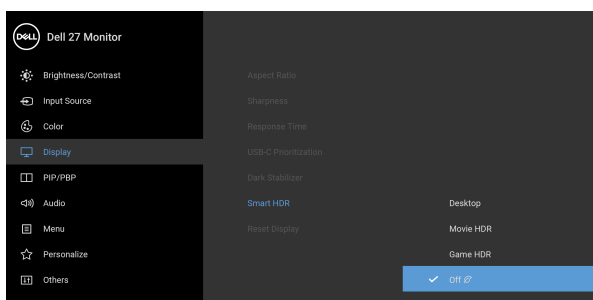 DELL
Dell 27 Monitor
Brightness/Contrast
Input Source
Color
Display
PIP/PBP
Audio
Menu
Personalize
Others
Aspect Ratio
Sharpness
Response Time
USB-C Prioritization
Dark Stabilizer
Smart HDR
Reset Display
Desktop
Movie HDR
Game HDR
Off